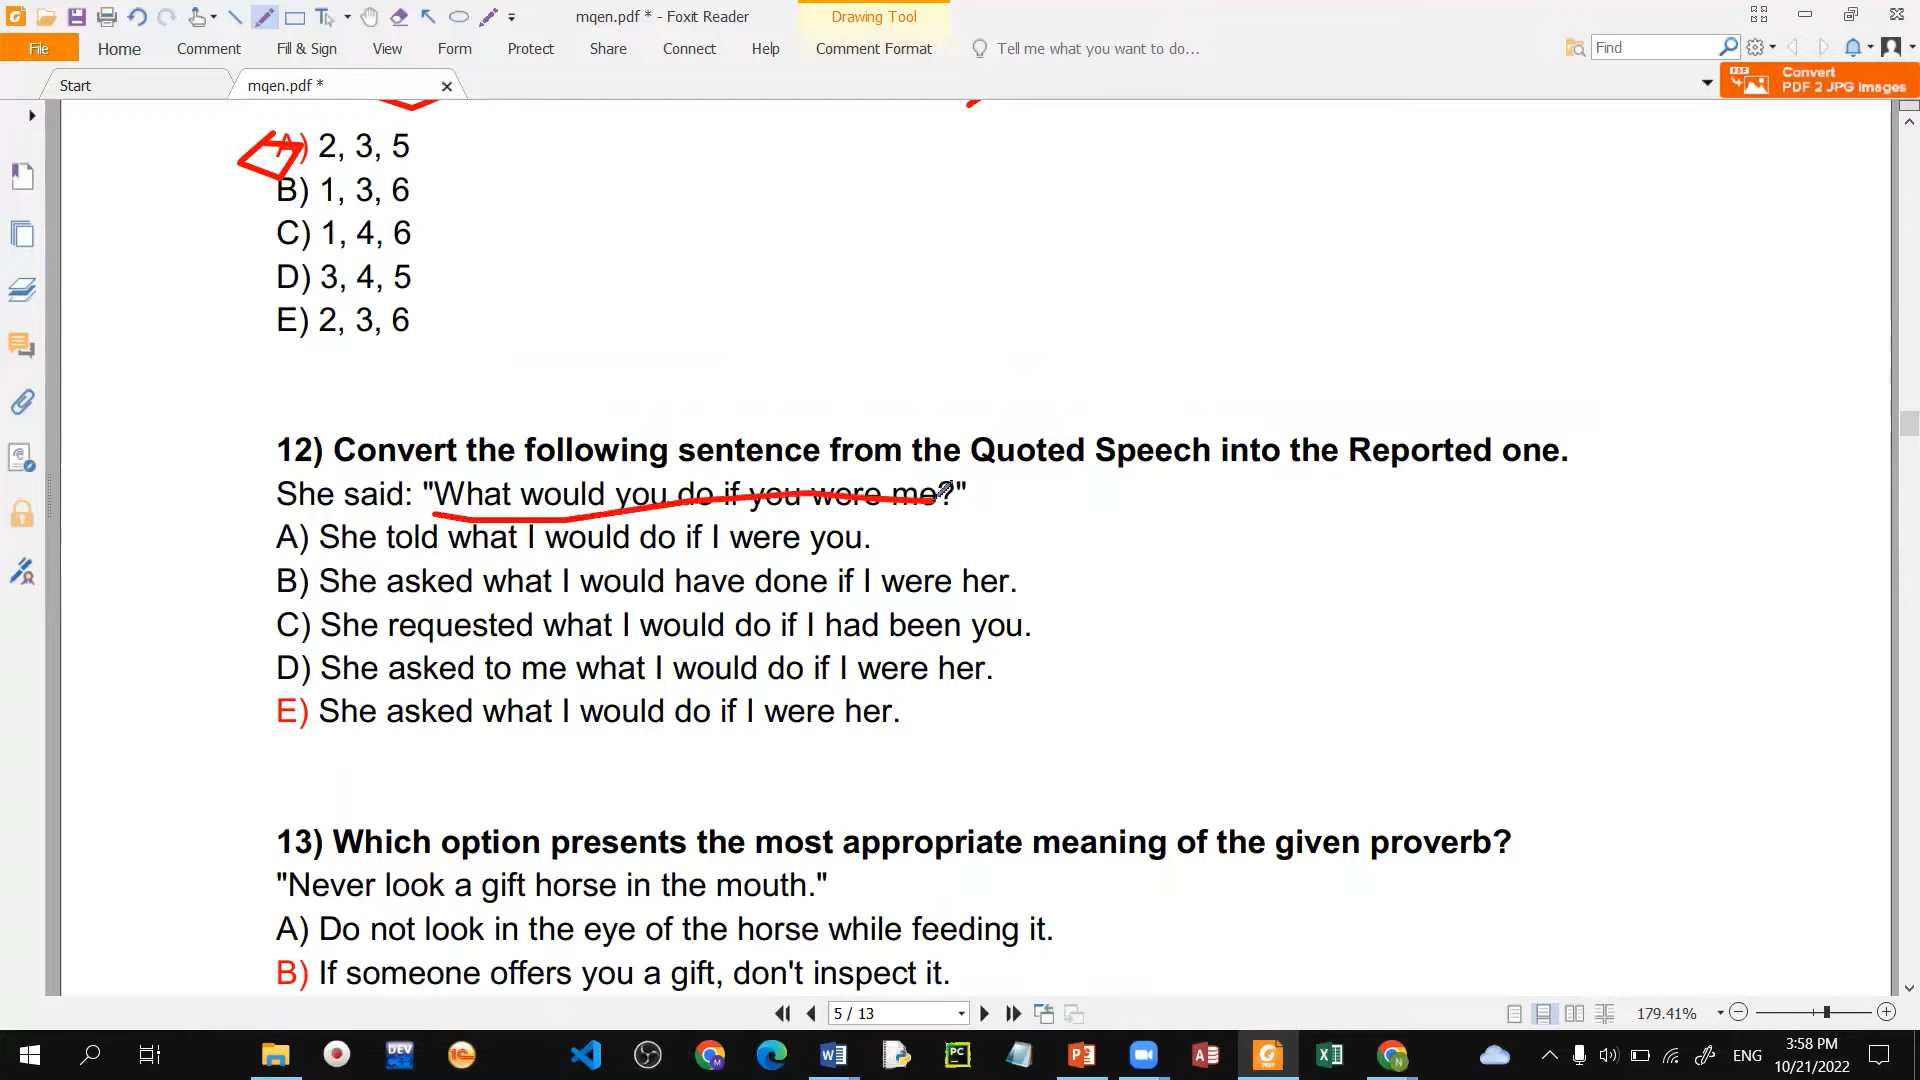 mqen.pdf * - Foxit Reader
Drawing Tool
File
Home
Comment
Fill & Sign
View
Form
Protect
Share
Connect
Help
Comment Format
Tell me what you want to do...
Find
Start
mqen.pdf *
Convert
PDF 2 JPG Images
A) 2, 3, 5
B) 1, 3, 6
C) 1, 4, 6
D) 3, 4, 5
E) 2, 3, 6
12) Convert the following sentence from the Quoted Speech into the Reported one.
She said: "What would you do if you were me?"
A) She told what I would do if I were you.
B) She asked what I would have done if I were her.
C) She requested what I would do if I had been you.
D) She asked to me what I would do if I were her.
E) She asked what I would do if I were her.
13) Which option presents the most appropriate meaning of the given proverb?
"Never look a gift horse in the mouth."
A) Do not look in the eye of the horse while feeding it.
B) If someone offers you a gift, don't inspect it.
5 / 13
179.41%
DEV
PC
ENG
3:58 PM
10/21/2022